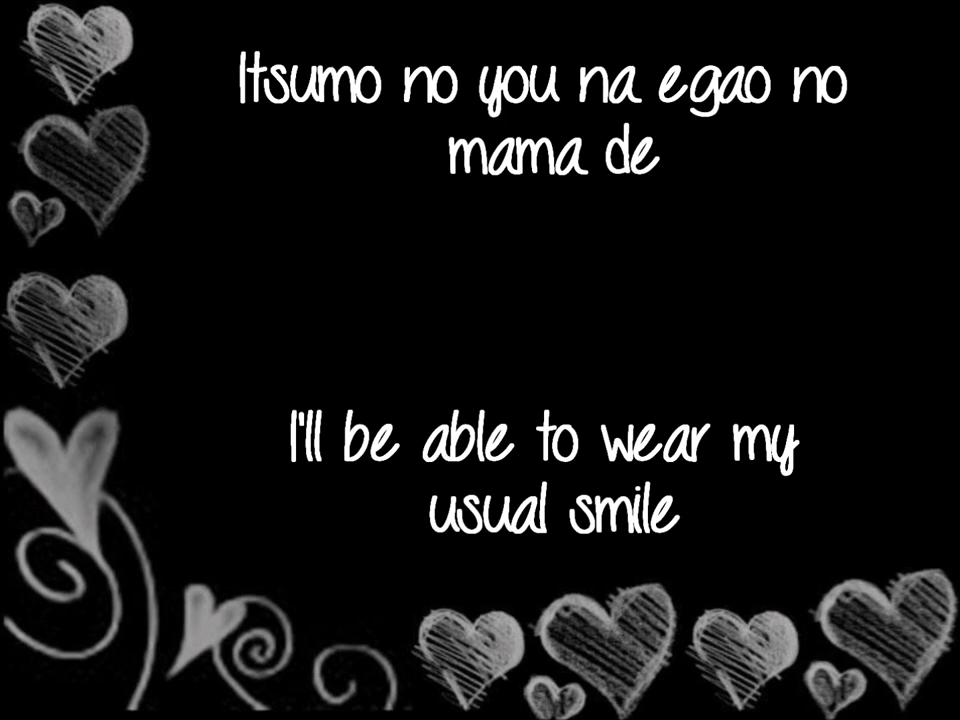 Itsumo no you na egao no
mama de
I'll be able to wear my
usual smile